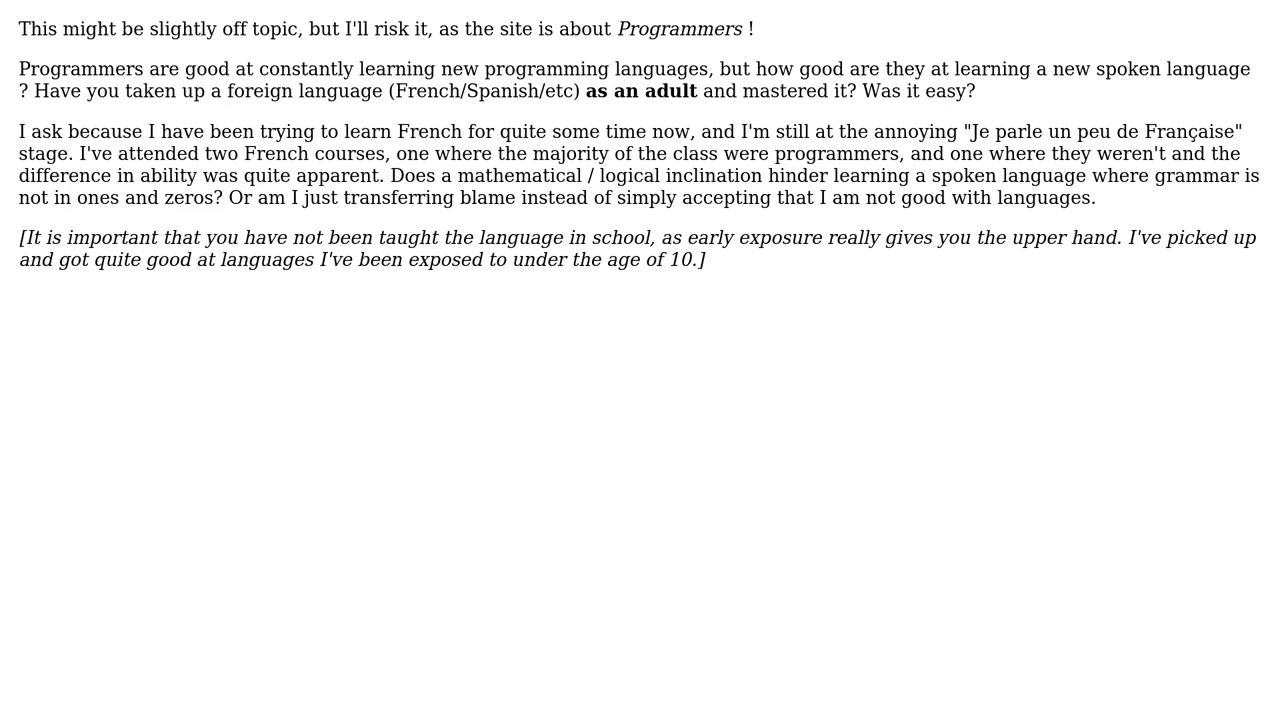 This might be slightly off topic, but I'll risk it, as the site is about Programmers !
Programmers are good at constantly learning new programming languages, but how good are they at learning a new spoken language
? Have you taken up a foreign language (French/Spanish/etc) as an adult and mastered it? Was it easy?
I ask because I have been trying to learn French for quite some time now, and I'm still at the annoying "Je parle un peu de Française"
stage. I've attended two French courses, one where the majority of the class were programmers, and one where they weren't and the
difference in ability was quite apparent. Does a mathematical / logical inclination hinder learning a spoken language where grammar is
not in ones and zeros? Or am I just transferring blame instead of simply accepting that I am not good with languages.
[It is important that you have not been taught the language in school, as early exposure really gives you the upper hand. I've picked up
and got quite good at languages I've been exposed to under the age of 10.]